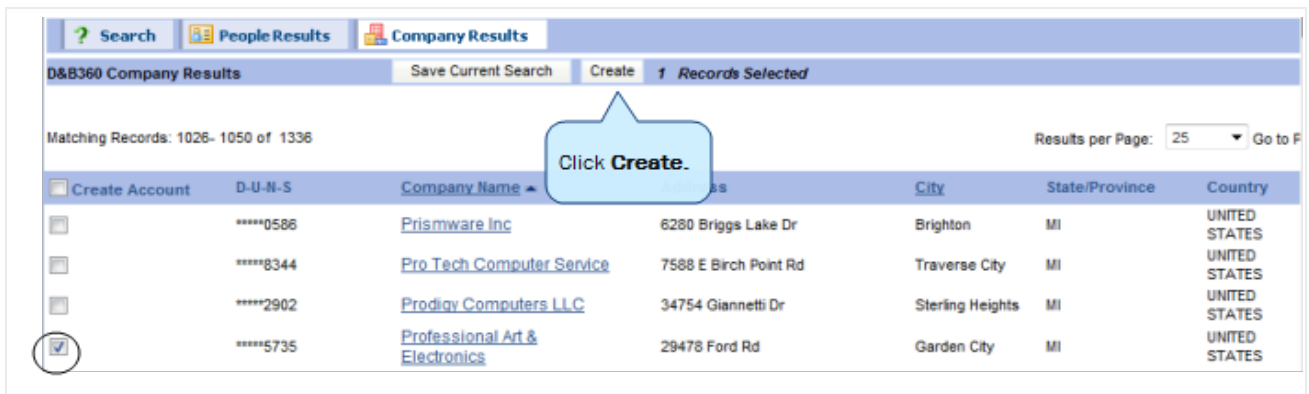 ? Search People Results Company Results
D&B360 Company Results Save Current Search Create 1 Records Selected
Matching Records: 1026- 1050 of 1336 Results per Page: 25 Go to
Click Create.
Create Account D-U-N-S Company Name City State/Province Country
*****0586 Prismware Inc 6280 Briggs Lake Dr Brighton MI UNITED
STATES
*****8344 Pro Tech Computer Service 7588 E Birch Point Rd Traverse City MI UNITED
STATES
*****2902 Prodigy Computers LLC 34754 Giannetti Dr Sterling Heights MI UNITED
STATES
*****5735 Professional Art &
Electronics 29478 Ford Rd Garden City MI UNITED
STATES